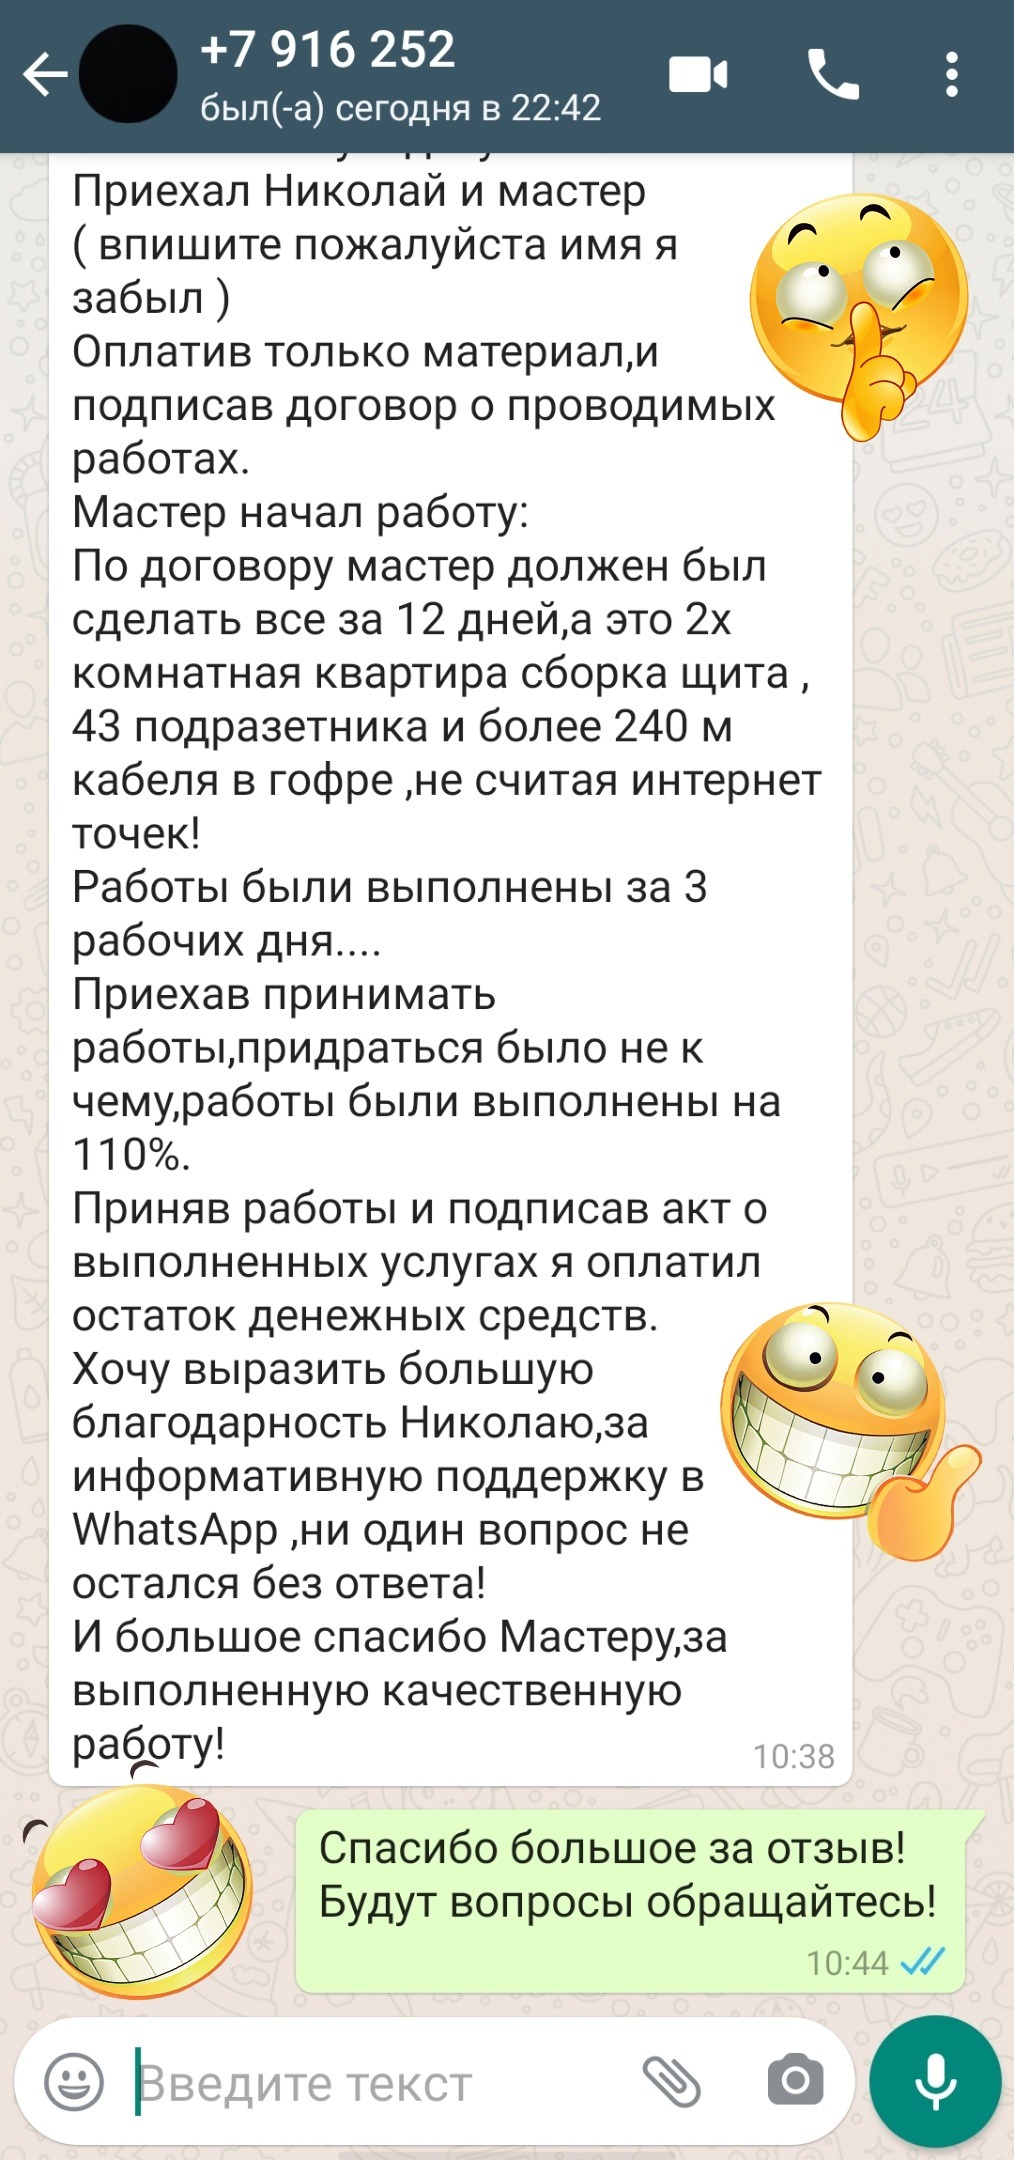 +7 916 252
был(-а) сегодня в 22:42
Приехал Николай и мастер
( впишите пожалуйста имя я
забыл )
Оплатив только материал,и
подписав договор о проводимых
работах.
Мастер начал работу:
По договору мастер должен был
сделать все за 12 дней,а это 2х
комнатная квартира сборка щита ,
43 подразетника и более 240 м
кабеля в гофре ,не считая интернет
точек!
Работы были выполнены за 3
рабочих дня....
Приехав принимать
работы,придраться было не к
чему,работы были выполнены на
110%.
Приняв работы и подписав акт о
выполненных услугах я оплатил
остаток денежных средств.
Хочу выразить большую
благодарность Николаю,за
информативную поддержку в
WhatsApp ,ни один вопрос не
остался без ответа!
И большое спасибо Мастеру,за
выполненную качественную
работу!
10:38
Спасибо большое за отзыв!
Будут вопросы обращайтесь!
10:44
Введите текст